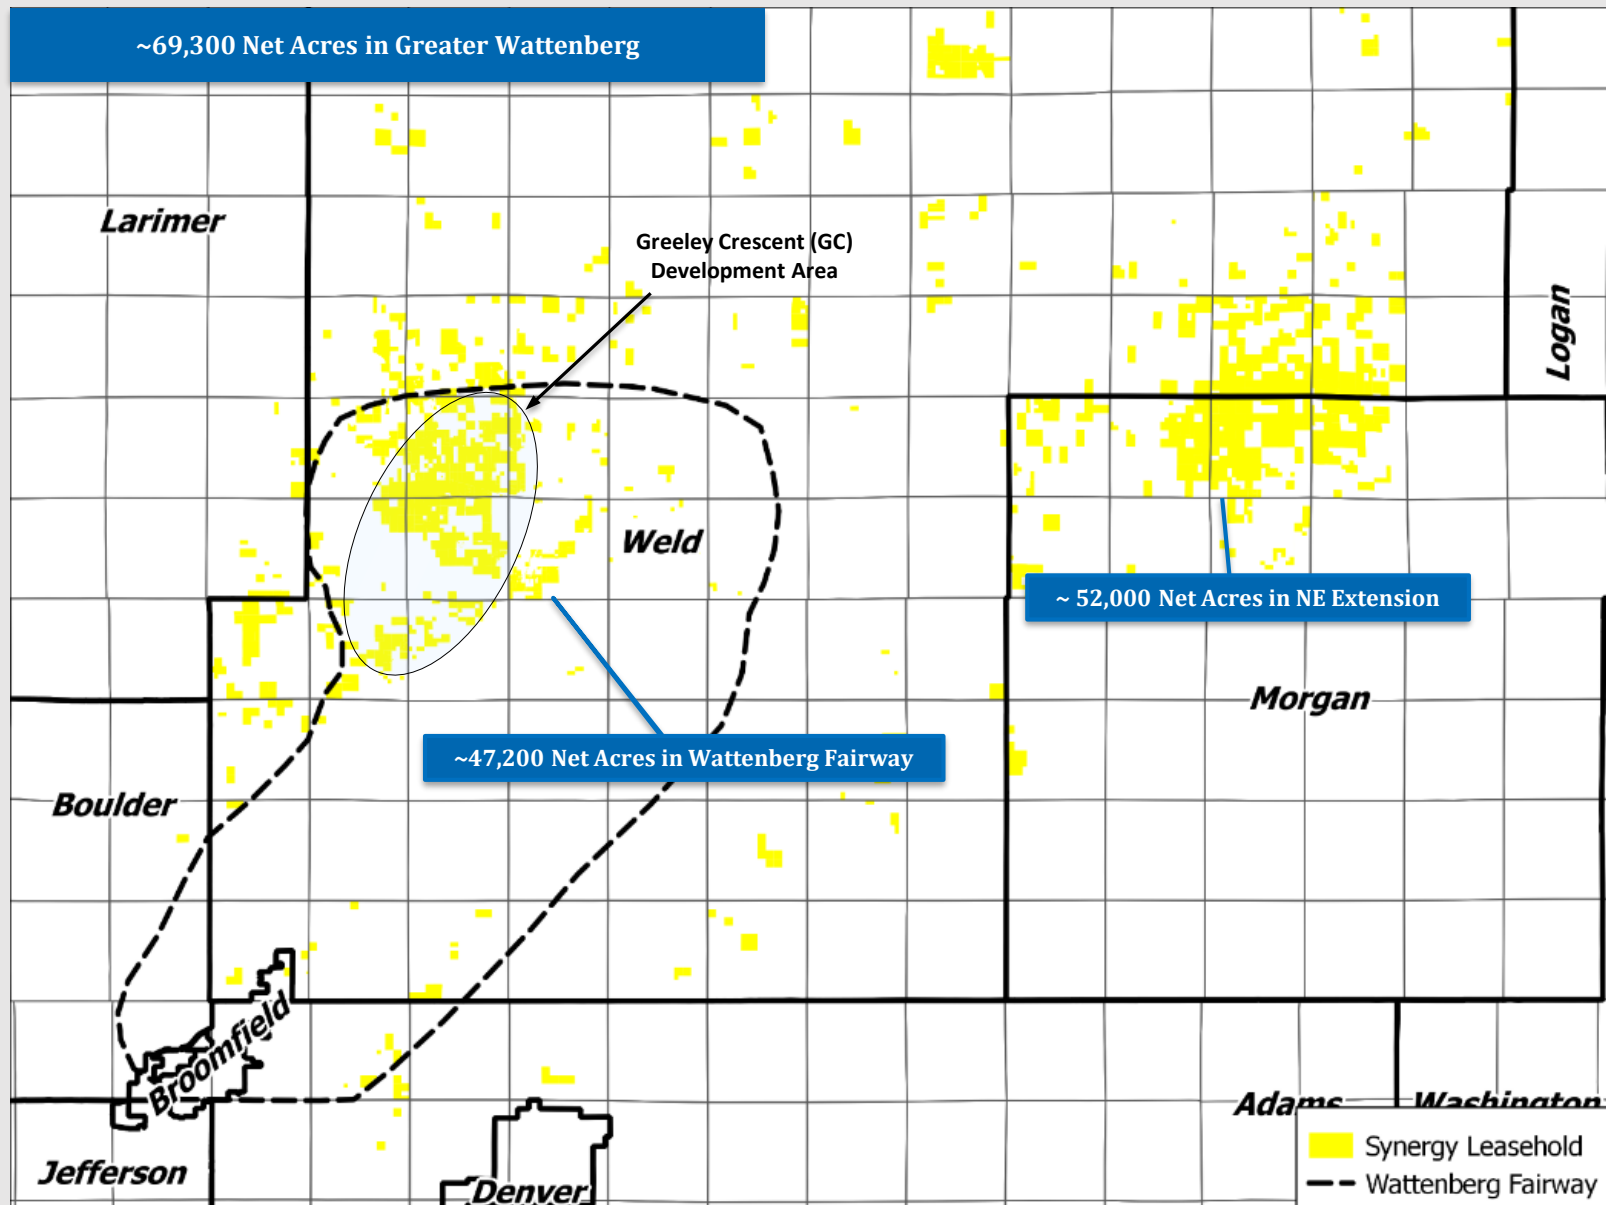 ~69,300 Net Acres in Greater Wattenberg
Larimer
Greeley Crescent (GC)
Development Area
Logan
Weld
~ 52,000 Net Acres in NE Extension
Morgan
~47,200 Net Acres in Wattenberg Fairway
Boulder
Broomfield
Adams
Washington
Jefferson
Denver
Synergy Leasehold
Wattenberg Fairway